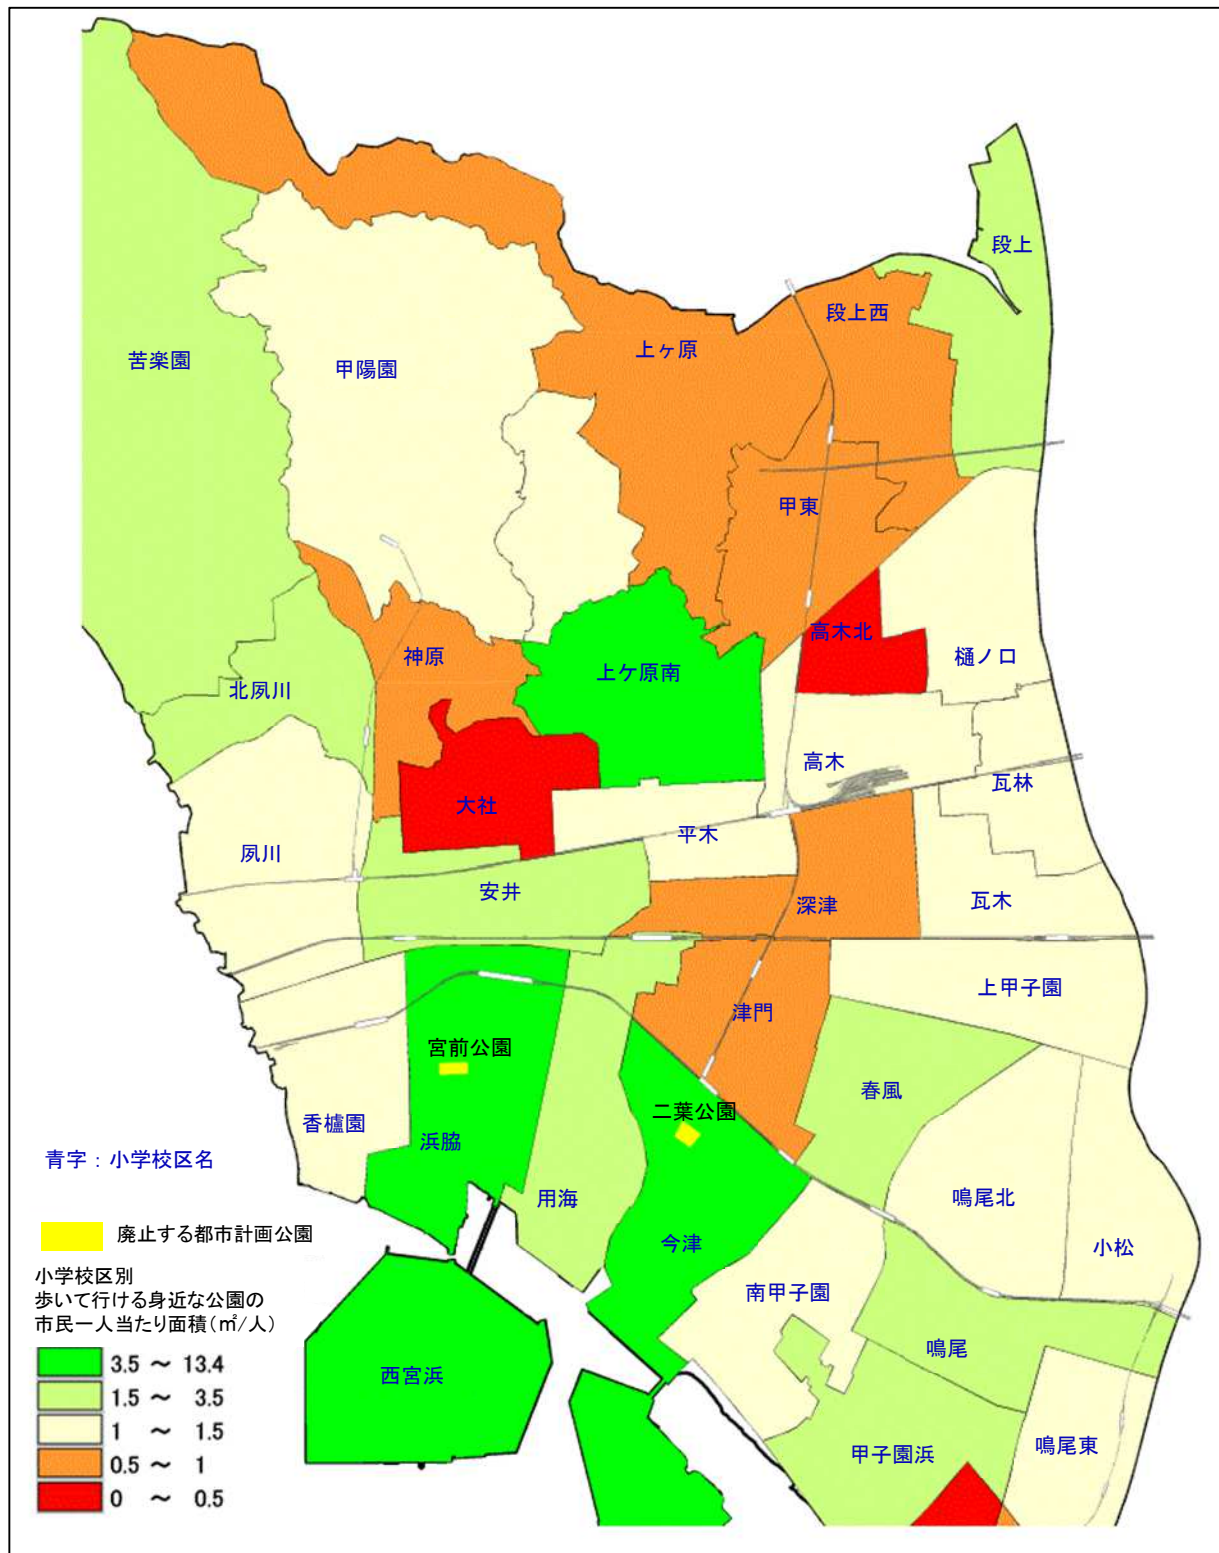 段上
段上西
上ヶ原
苦楽園
甲陽園
甲東
高木北
神原
樋ノ口
上ケ原南
北夙川
高木
瓦林
大社
平木
夙川
安井
深津
瓦木
上甲子園
津門
宮前公園
春風
二葉公園
香櫨園
浜脇
青字：小学校区名
用海
鳴尾北
廃止する都市計画公園
今津
小松
小学校区別
歩いて行ける身近な公園の
市民一人当たり面積（㎡/人）
南甲子園
3.5 ～ 13.4
西宮浜
鳴尾
1.5 ～ 3.5
1 ～ 1.5
甲子園浜
鳴尾東
0.5 ～ 1
0 ～ 0.5